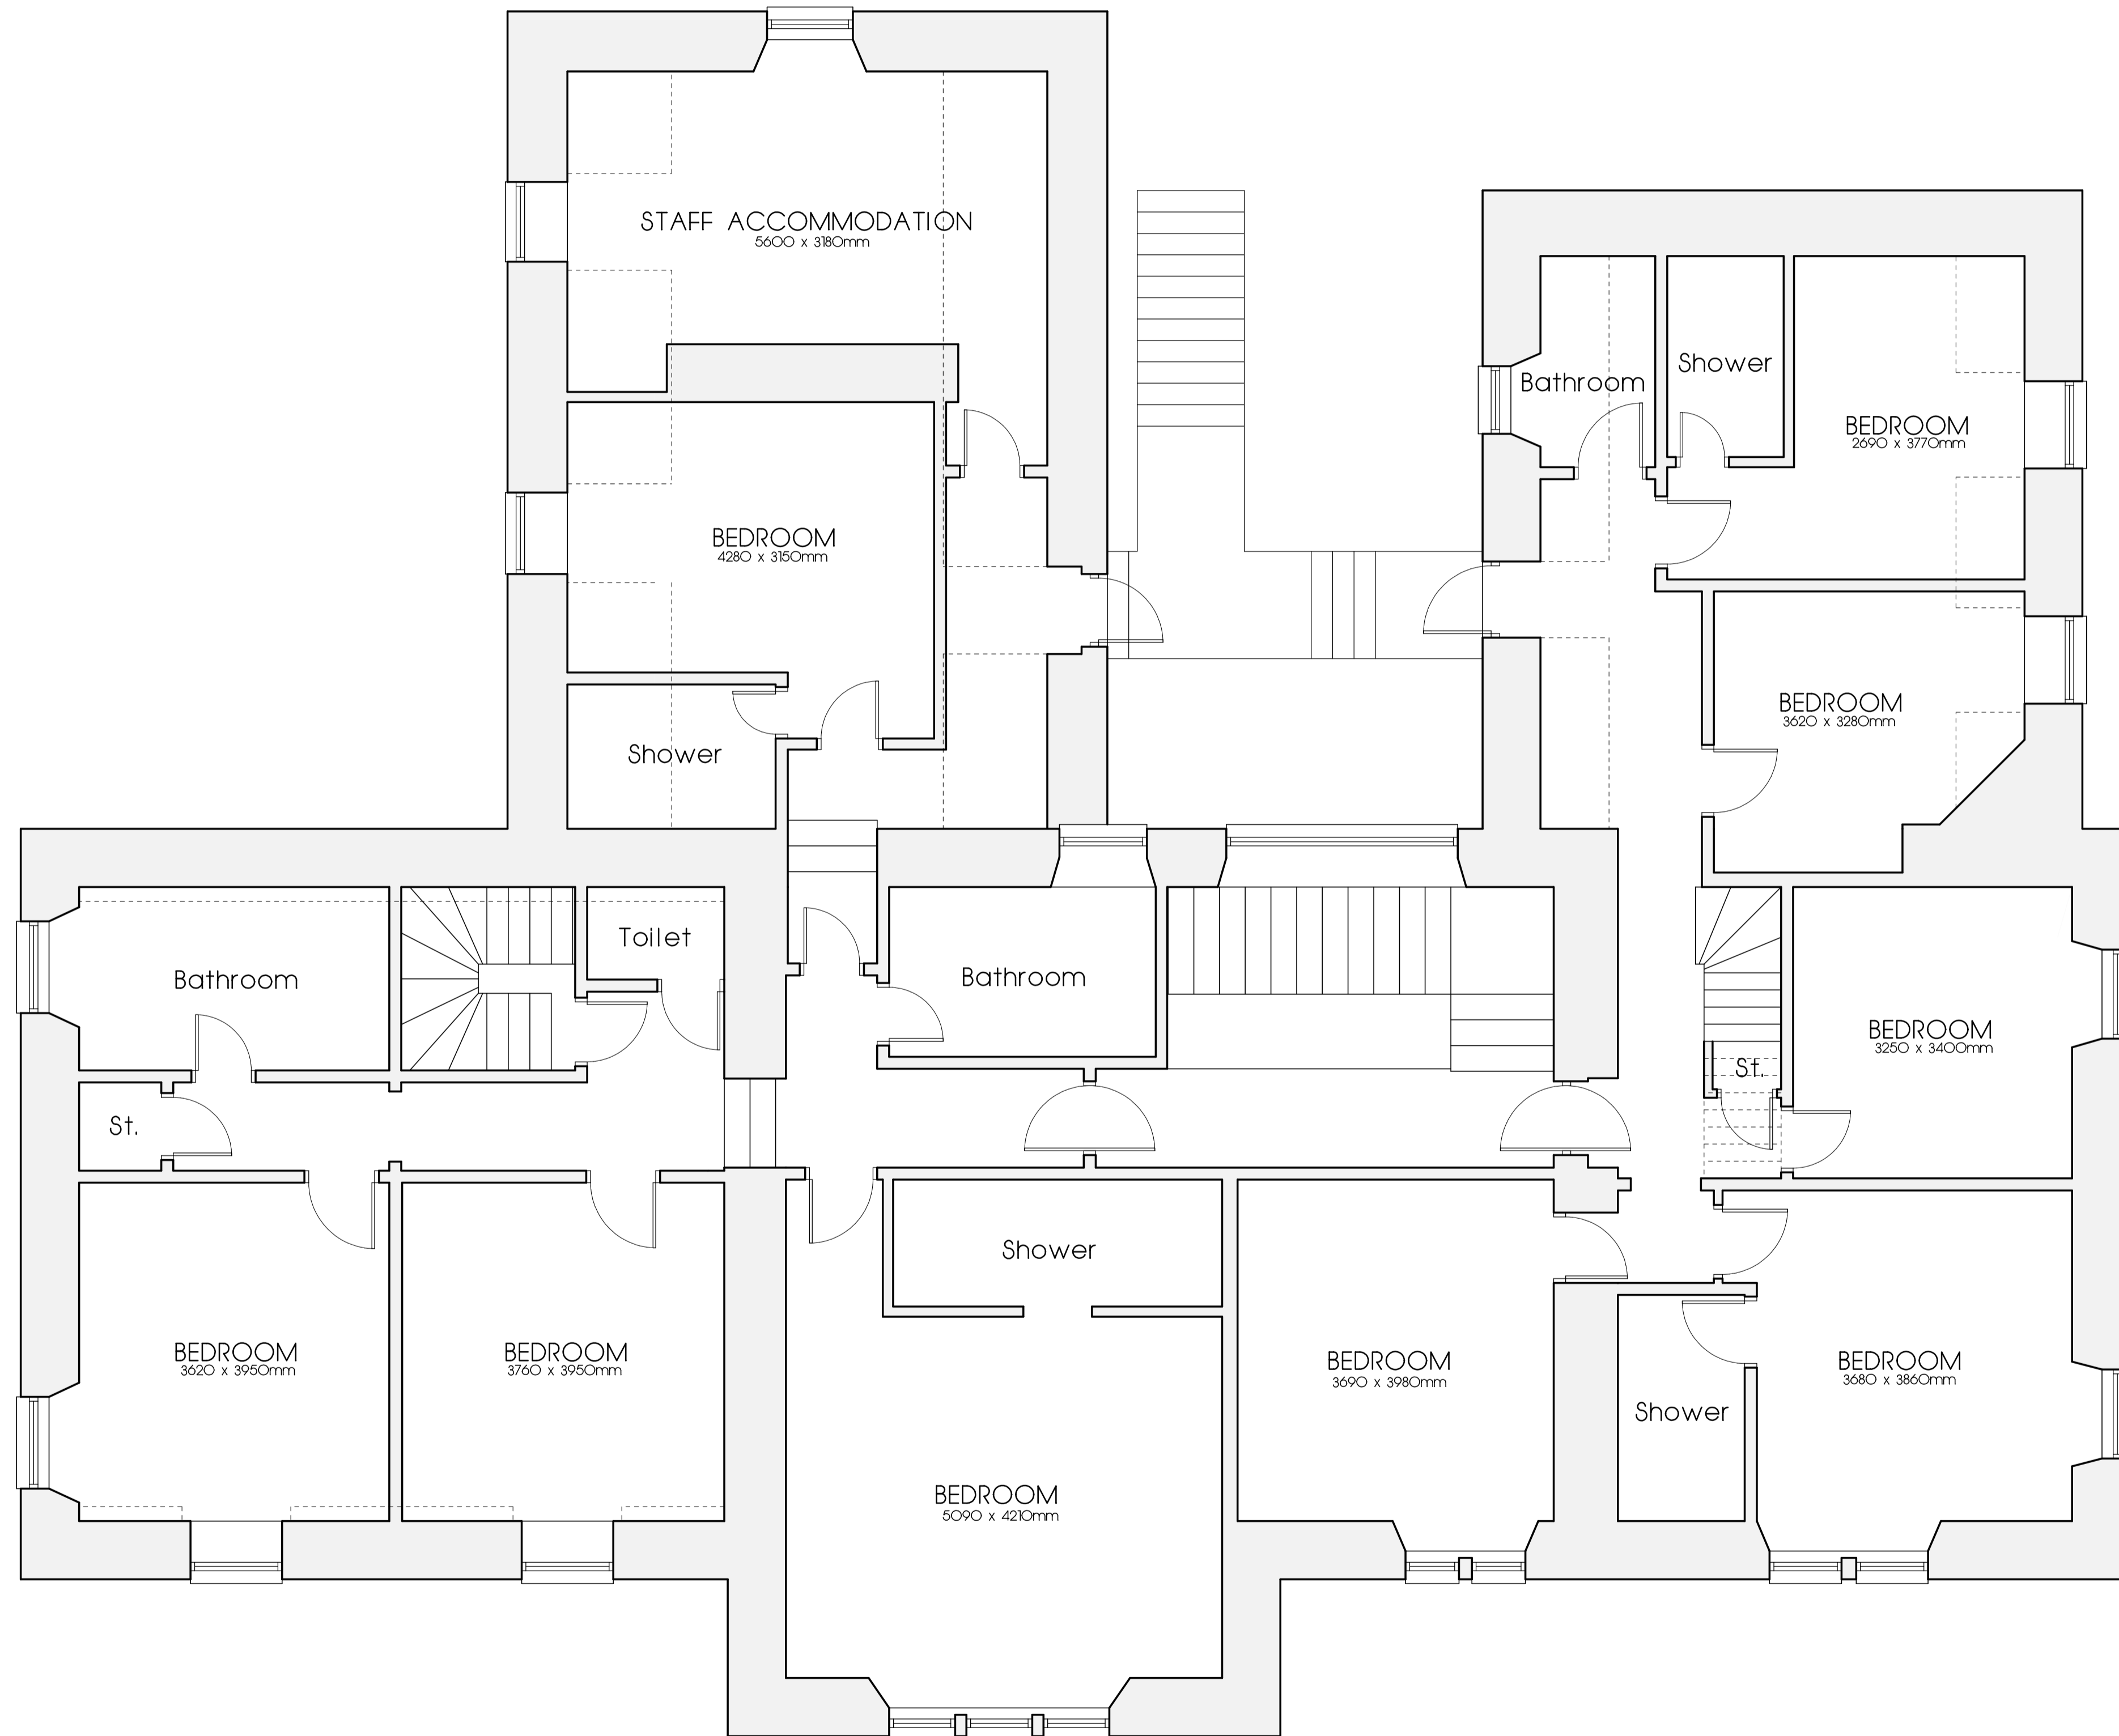 STAFF ACCOMMODATION
5600 x 3180mm
Shower
Bathroom
BEDROOM
2690 x 3770mm
BEDROOM
4280 x 3150mm
BEDROOM
3620 x 3280mm
Shower
Toilet
Bathroom
Bathroom
BEDROOM
3250 x 3400mm
St.
St.
Shower
BEDROOM
3620 x 3950mm
BEDROOM
3760 x 3950mm
BEDROOM
3690 x 3980mm
BEDROOM
3680 x 3860mm
Shower
BEDROOM
5090 x 4210mm